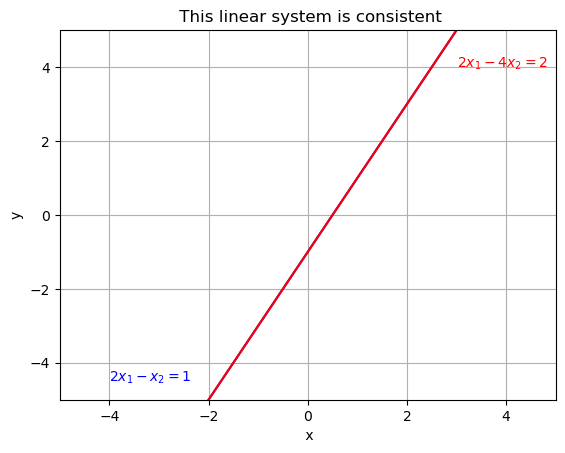 This linear system is consistent
4
2x₁ − 4x₂ = 2
2
y
0
−2
−4
2x₁ − x₂ = 1
−4 −2 0 2 4
x